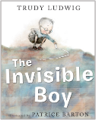 TRUDY LUDWIG
The
Invisible
Boy
PATRICE BARTON